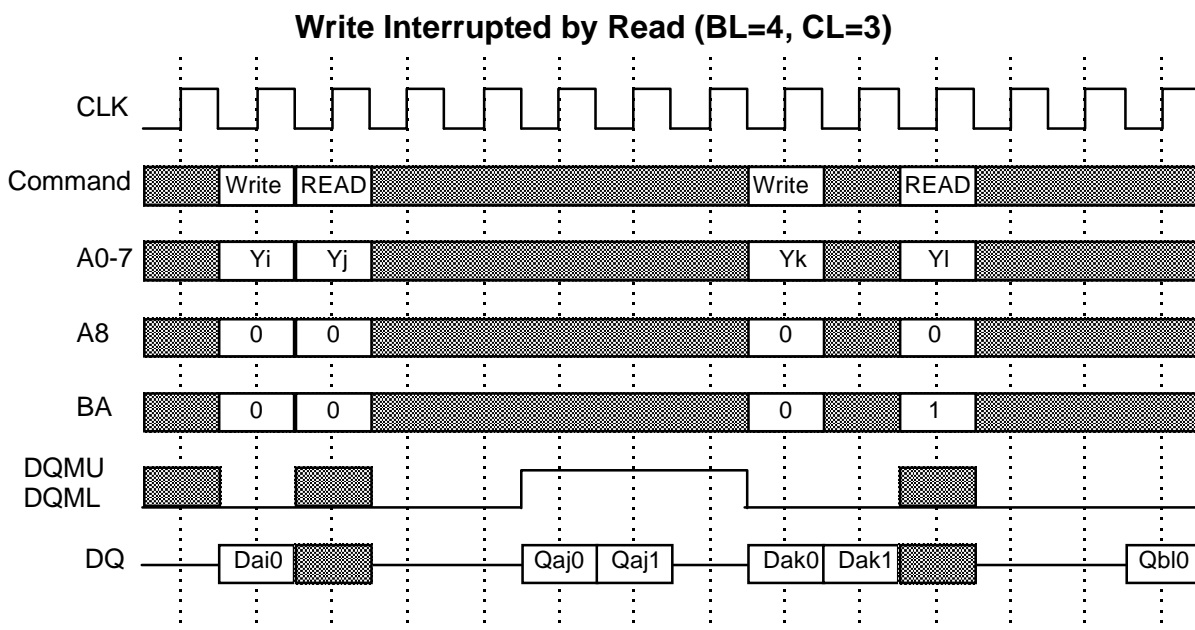 Write Interrupted by Read (BL=4, CL=3)
CLK
Command Write READ Write READ
A0-7 Yi Yj Yk Yl
A8 0 0 0 0
BA 0 0 0 1
DQMU
DQML
DQ Dai0 Qaj0 Qaj1 Dak0 Dak1 Qbl0